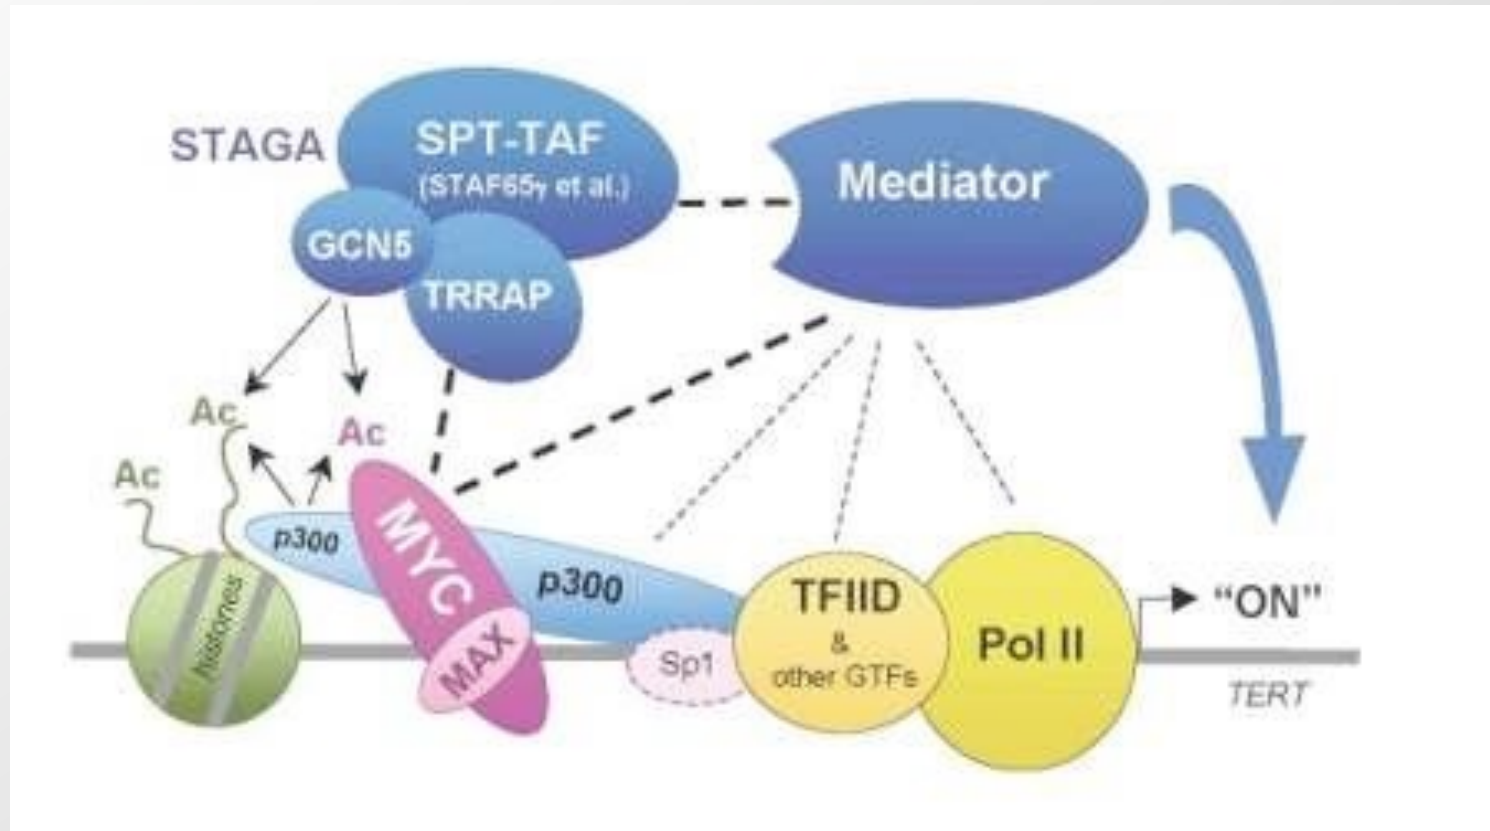 STAGA
SPT-TAF
(STAF65γ et al.)
Mediator
GCN5
TRRAP
Ac
Ac
Ac
MYC
p300
p300
MAX
histones
Sp1
TFIID
&
other GTFs
Pol II
“ON”
TERT